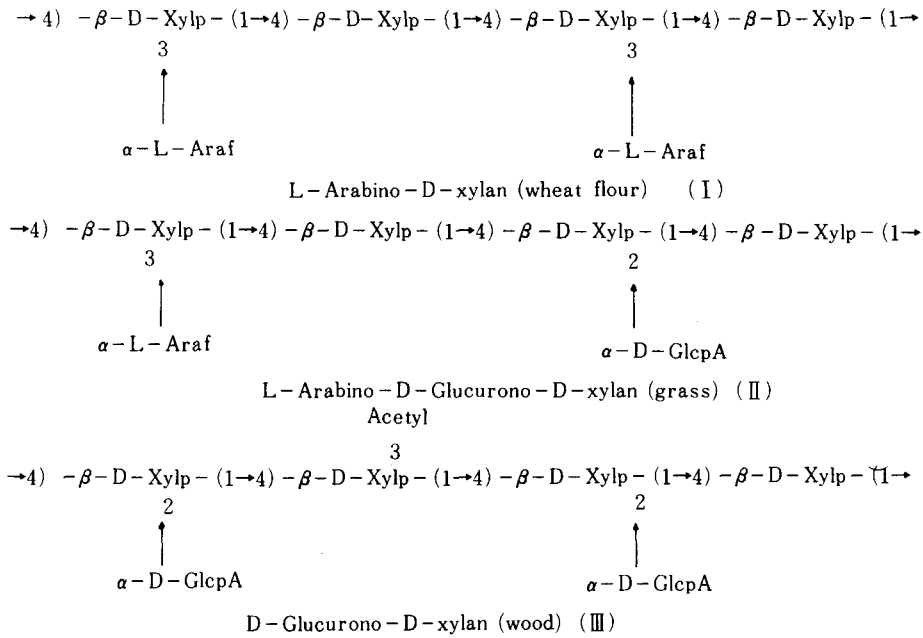 → 4) -β-D-Xylp-(1→4)-β-D-Xylp-(1→4)-β-D-Xylp-(1→4)-β-D-Xylp-(1→
3 3
α-L-Araf α-L-Araf
L-Arabino-D-xylan (wheat flour) (Ⅰ)
→4) -β-D-Xylp-(1→4)-β-D-Xylp-(1→4)-β-D-Xylp-(1→4)-β-D-Xylp-(1→
3 2
α-L-Araf α-D-GlcpA
L-Arabino-D-Glucurono-D-xylan (grass) (Ⅱ)
Acetyl
3
→4) -β-D-Xylp-(1→4)-β-D-Xylp-(1→4)-β-D-Xylp-(1→4)-β-D-Xylp-(1→
2 2
α-D-GlcpA α-D-GlcpA
D-Glucurono-D-xylan (wood) (Ⅲ)